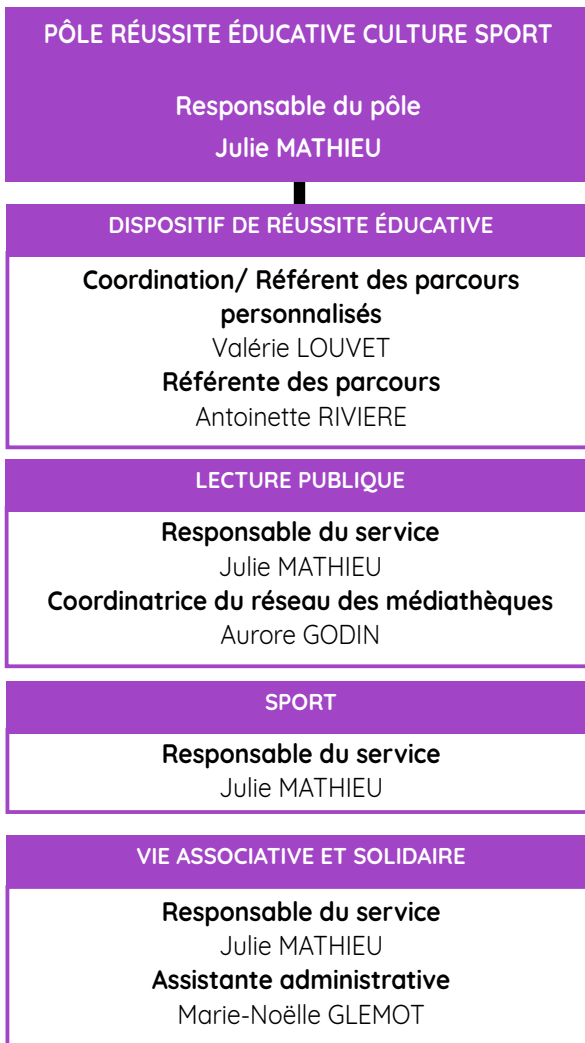 PÔLE RÉUSSITE ÉDUCATIVE CULTURE SPORT
Responsable du pôle
Julie MATHIEU
DISPOSITIF DE RÉUSSITE ÉDUCATIVE
Coordination/ Référent des parcours
personnalisés
Valérie LOUVET
Référente des parcours
Antoinette RIVIERE
LECTURE PUBLIQUE
Responsable du service
Julie MATHIEU
Coordinatrice du réseau des médiathèques
Aurore GODIN
SPORT
Responsable du service
Julie MATHIEU
VIE ASSOCIATIVE ET SOLIDAIRE
Responsable du service
Julie MATHIEU
Assistante administrative
Marie-Noëlle GLEMOT